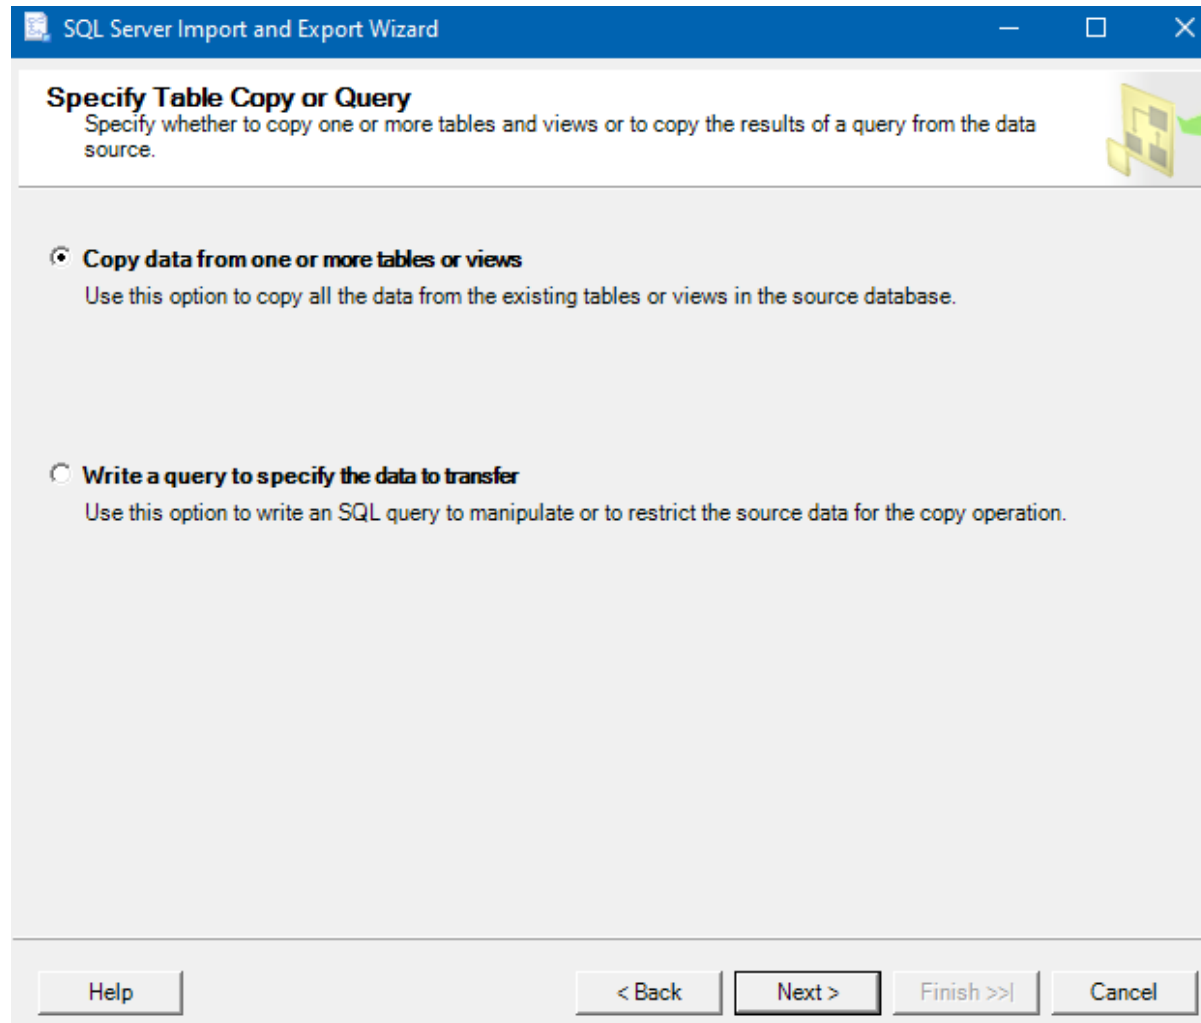 SQL Server Import and Export Wizard
Specify Table Copy or Query
Specify whether to copy one or more tables and views or to copy the results of a query from the data
source.
Copy data from one or more tables or views
Use this option to copy all the data from the existing tables or views in the source database.
Write a query to specify the data to transfer
Use this option to write an SQL query to manipulate or to restrict the source data for the copy operation.
Help
< Back
Next >
Finish >>|
Cancel